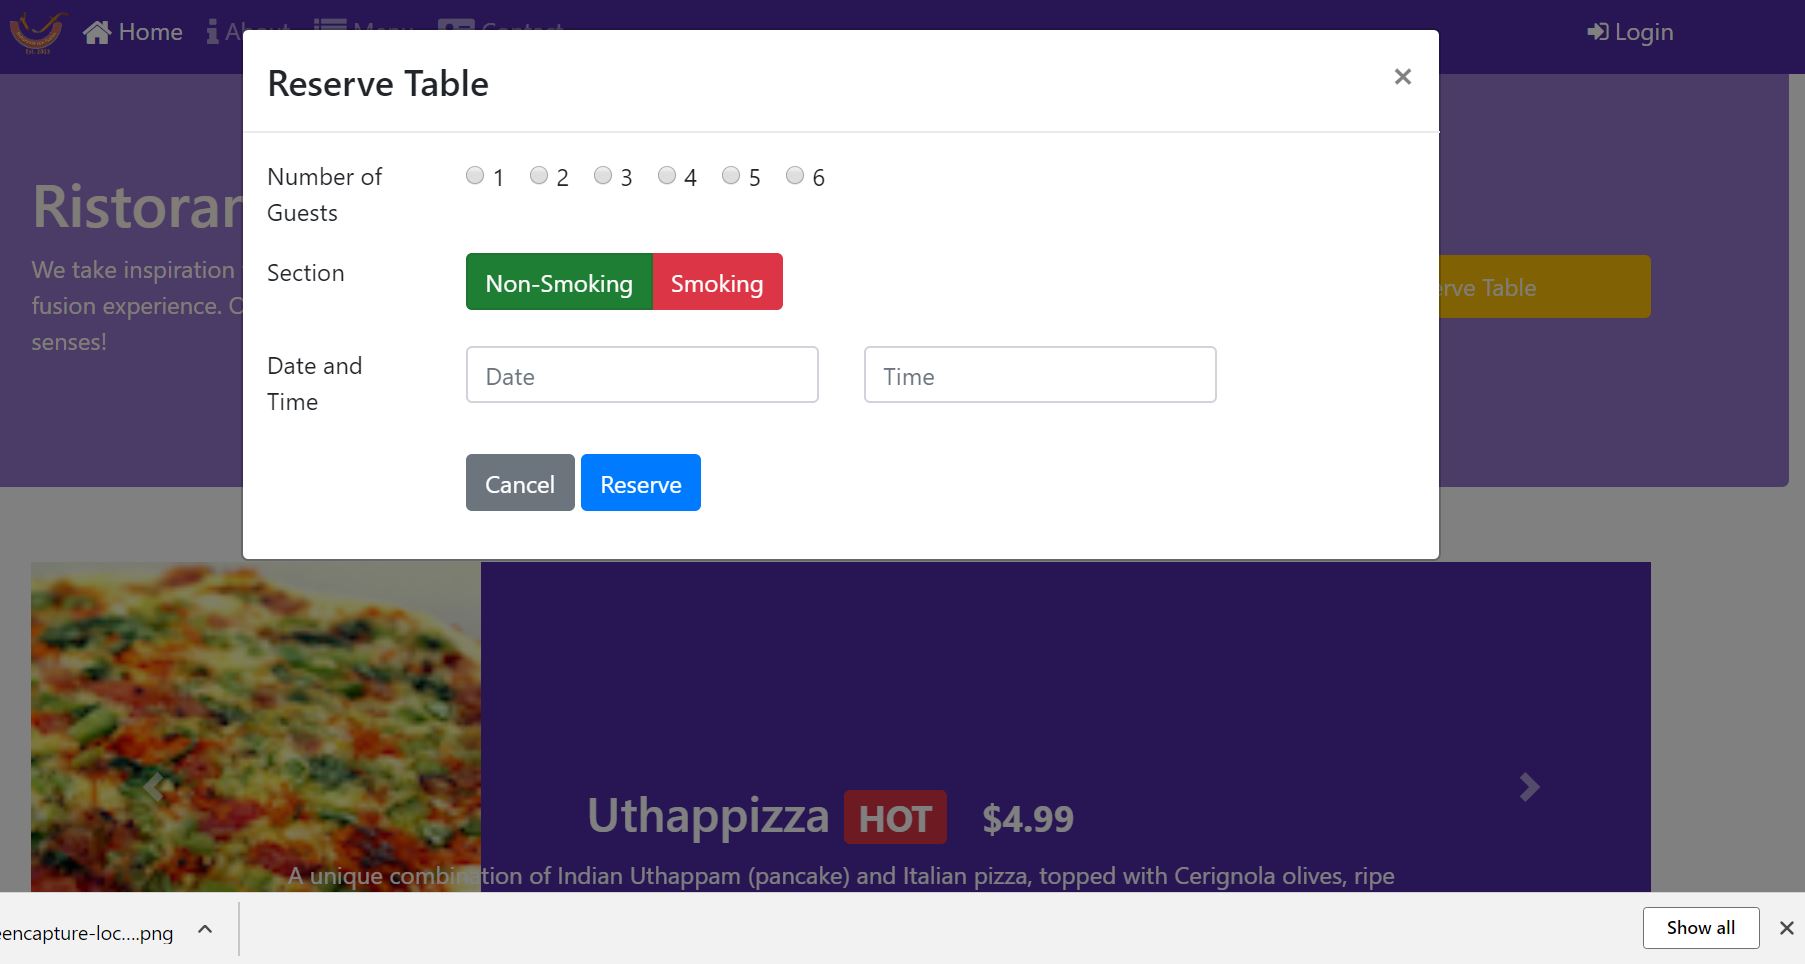 Home About Menu Contact Login
Reserve Table ×
Number of
Guests
1 2 3 4 5 6
Section
Non-Smoking Smoking
Date and
Time
Date Time
Cancel Reserve
We take inspiration
fusion experience.
senses!
Table
Uthappizza HOT $4.99
A unique combination of Indian Uthappam (pancake) and Italian pizza, topped with Cerignola olives, ripe
eencapture-loc....png
Show all